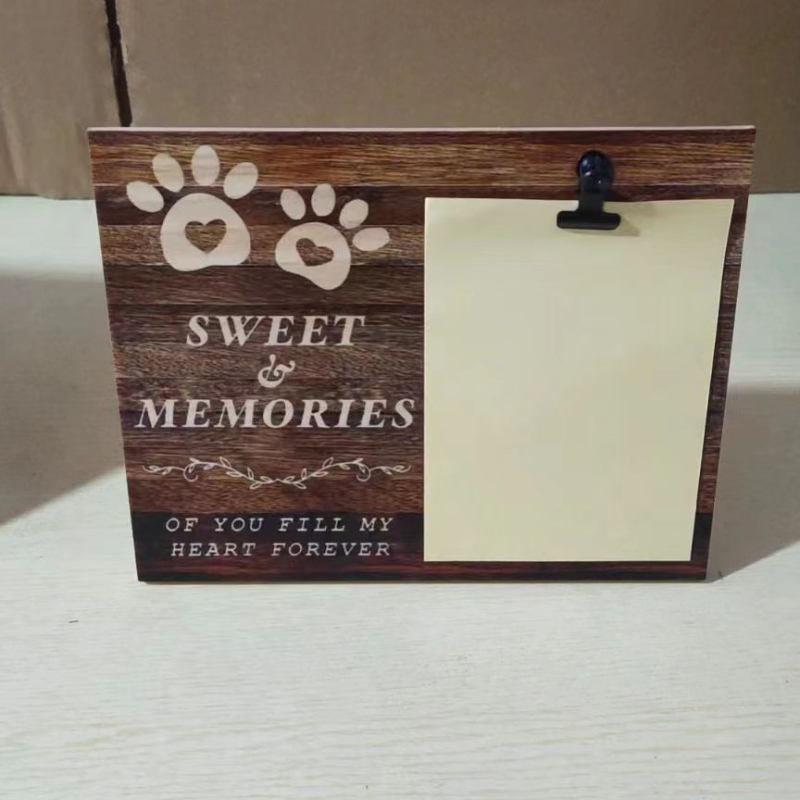 SWEET
&
MEMORIES
OF YOU FILL MY
HEART FOREVER